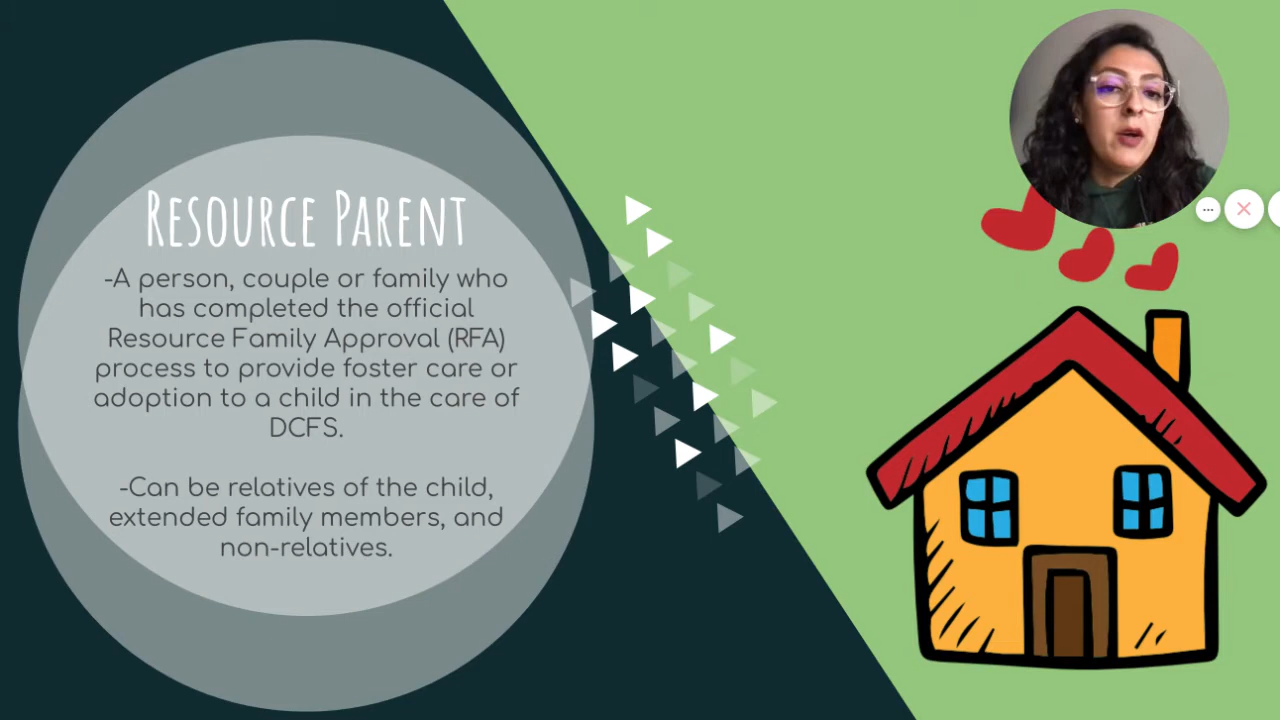 Resource Parent
-A person, couple or family who
has completed the official
Resource Family Approval (RFA)
process to provide foster care or
adoption to a child in the care of
DCFS.
-Can be relatives of the child,
extended family members, and
non-relatives.